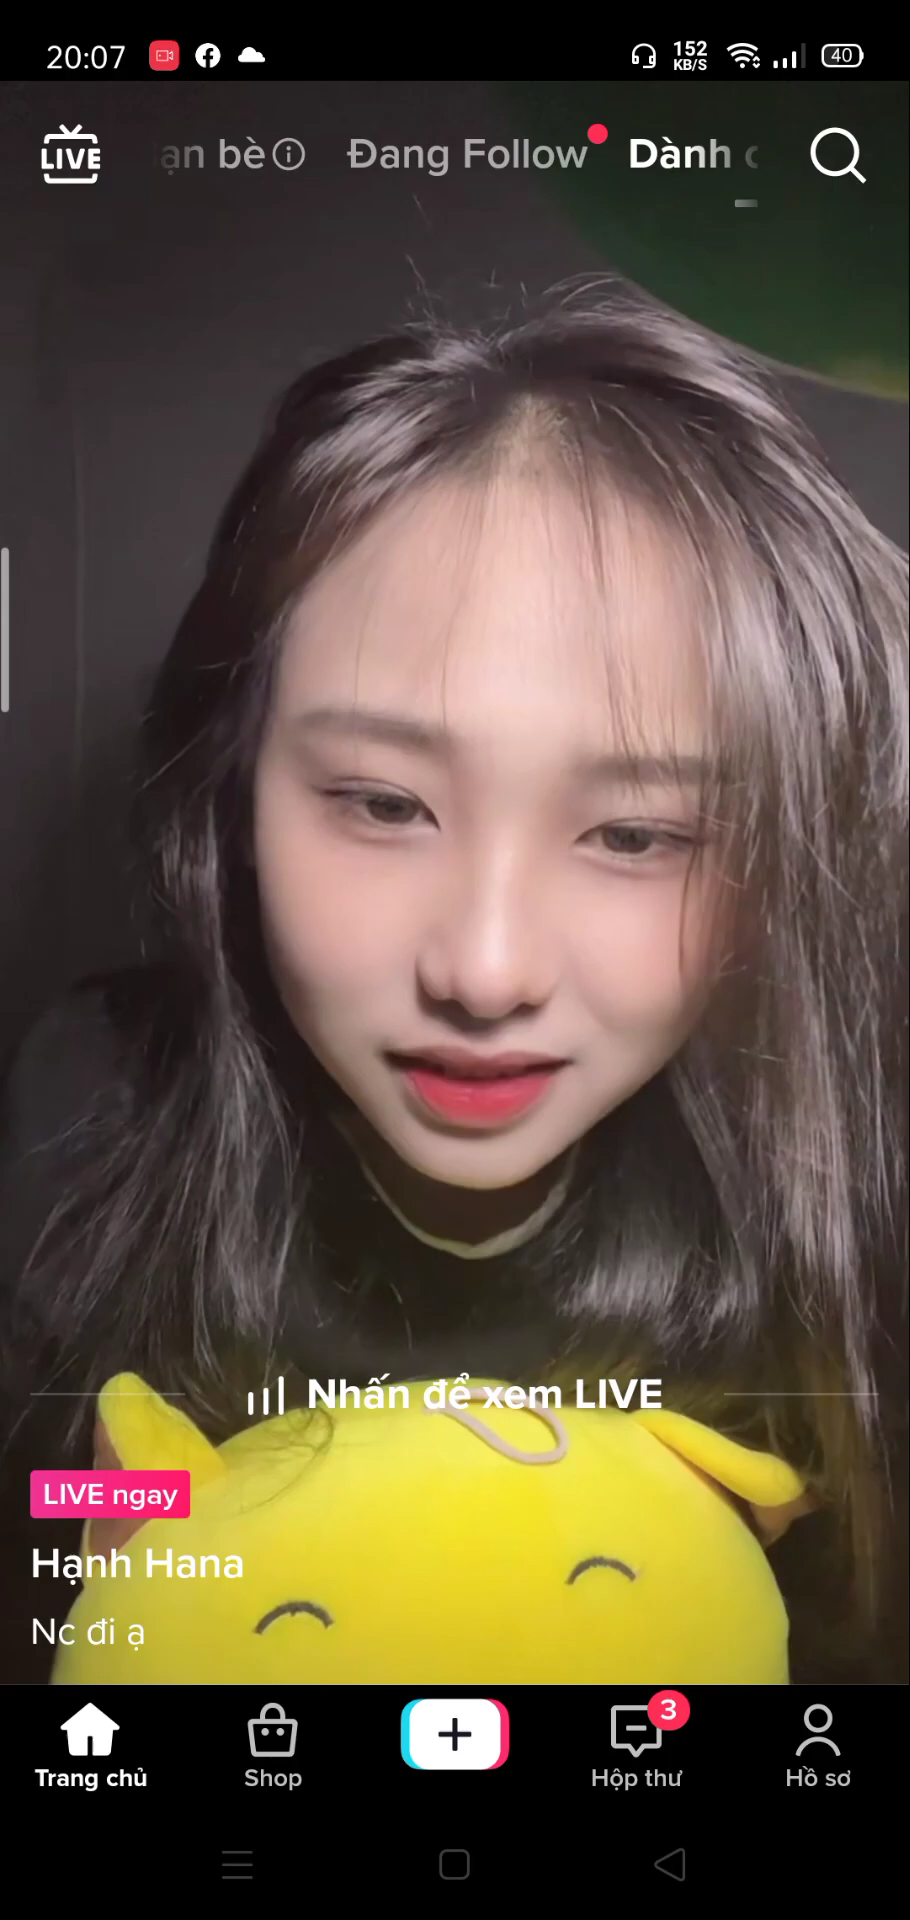 20:07
152
KB/S
40
LIVE
ạn bè
Đang Follow
Dành
Nhấn để xem LIVE
LIVE ngay
Hạnh Hana
Nc đi ạ
Trang chủ
Shop
3
Hộp thư
Hồ sơ